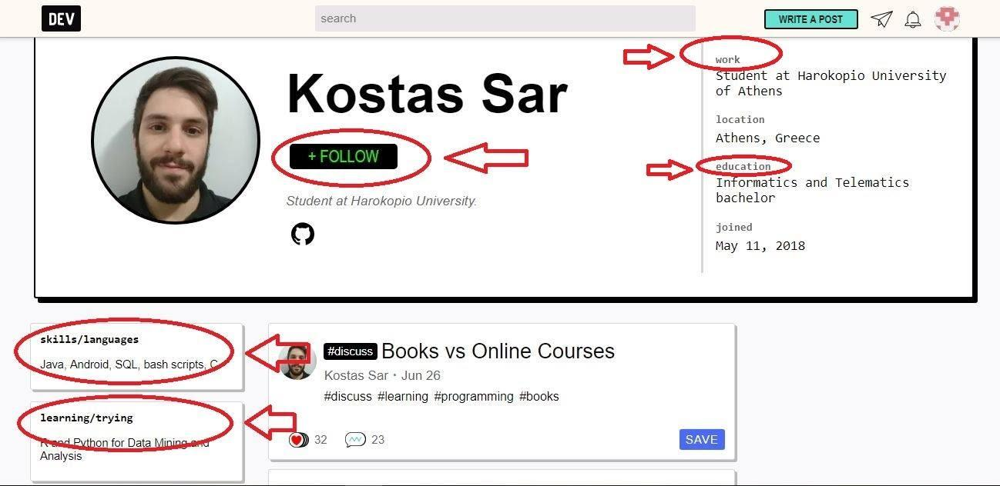 DEV
search
WRITE A POST
Kostas Sar
+ FOLLOW
Student at Harokopio University.
work
Student at Harokopio University
of Athens
location
Athens, Greece
education
Informatics and Telematics
bachelor
joined
May 11, 2018
skills/languages
Java, Android, SQL, bash scripts, C
learning/trying
R and Python for Data Mining and
Analysis
#discuss Books vs Online Courses
Kostas Sar・Jun 26
#discuss #learning #programming #books
32 23
SAVE